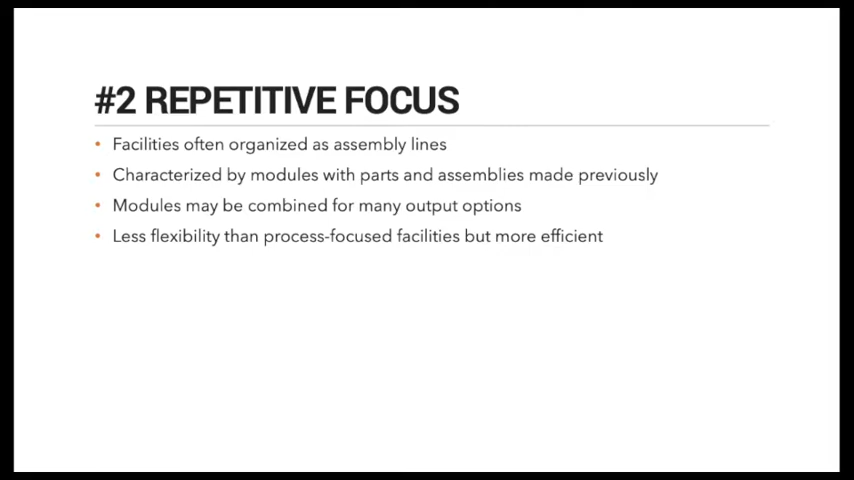 #2 REPETITIVE FOCUS
• Facilities often organized as assembly lines
• Characterized by modules with parts and assemblies made previously
• Modules may be combined for many output options
• Less flexibility than process-focused facilities but more efficient